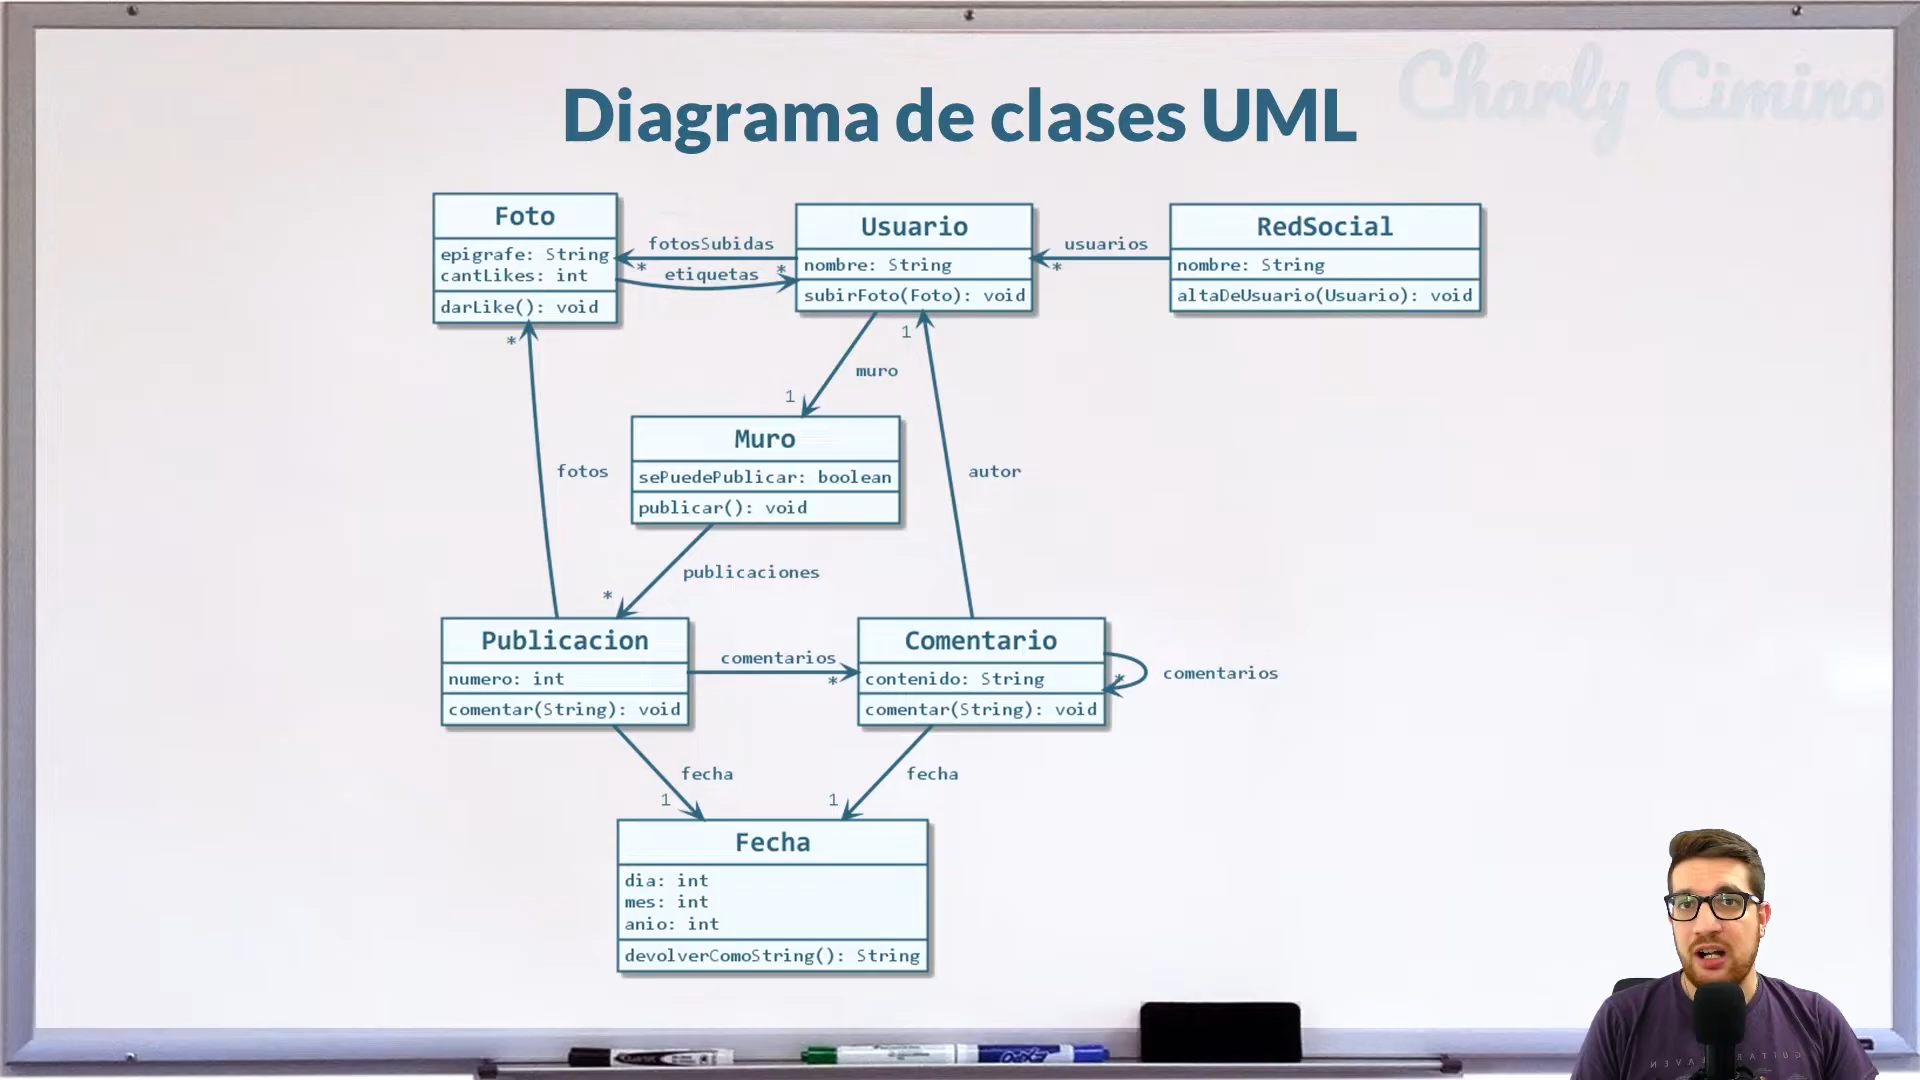 Charly Cimino
Diagrama de clases UML
Foto
epigrafe: String
cantLikes: int
darLike(): void
fotosSubidas
*
etiquetas
*
Usuario
nombre: String
subirFoto(Foto): void
usuarios
*
RedSocial
nombre: String
altaDeUsuario(Usuario): void
*
1
muro
1
fotos
Muro
sePuedePublicar: boolean
publicar(): void
autor
publicaciones
*
Publicacion
numero: int
comentar(String): void
comentarios
*
Comentario
contenido: String
comentar(String): void
*
comentarios
fecha
1
fecha
1
Fecha
dia: int
mes: int
anio: int
devolverComoString(): String